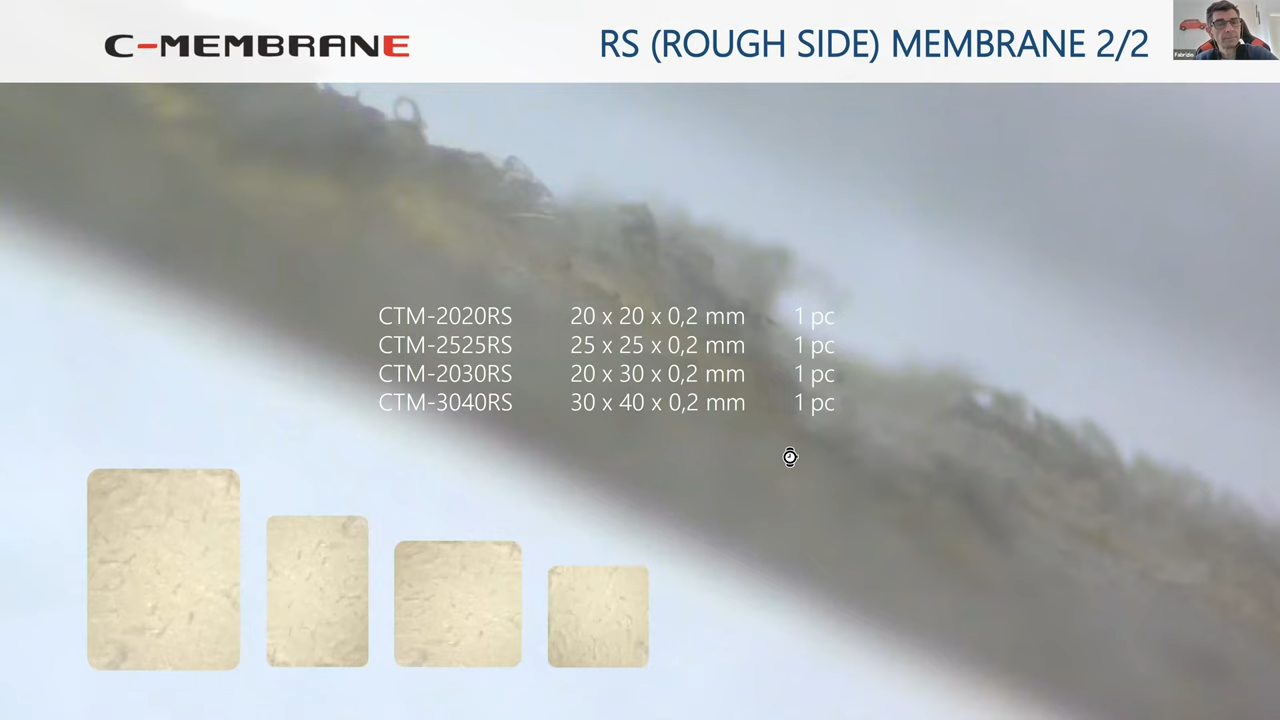 C-MEMBRANE
RS (ROUGH SIDE) MEMBRANE 2/2
Fabrizio
CTM-2020RS 20 x 20 x 0,2 mm 1 pc
CTM-2525RS 25 x 25 x 0,2 mm 1 pc
CTM-2030RS 20 x 30 x 0,2 mm 1 pc
CTM-3040RS 30 x 40 x 0,2 mm 1 pc